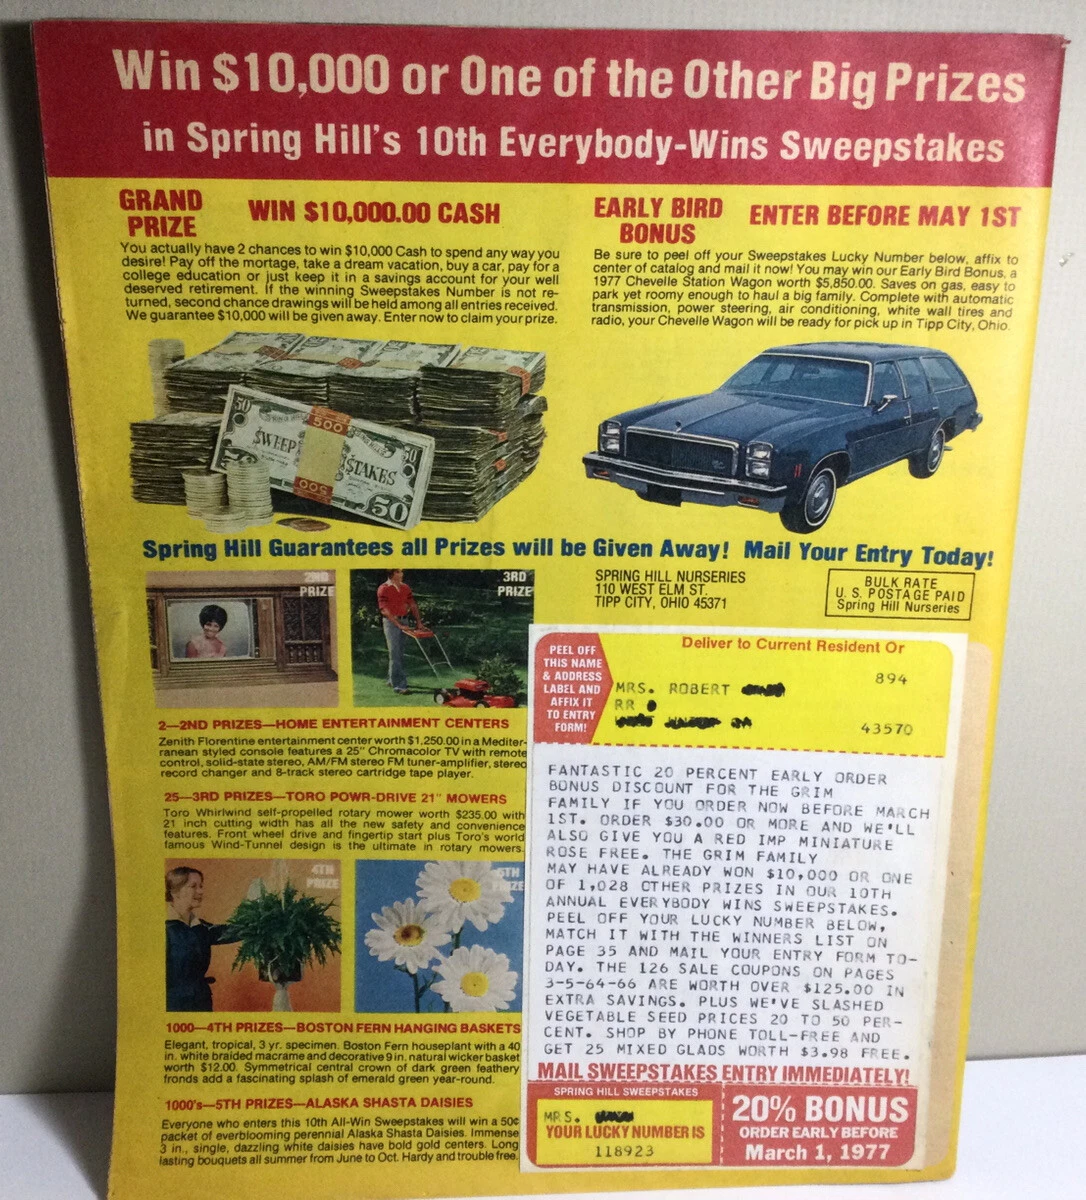 Win $10,000 or One of the Other Big Prizes
in Spring Hill's 10th Everybody-Wins Sweepstakes
GRAND
PRIZE
WIN $10,000.00 CASH
You actually have 2 chances to win $10,000 Cash to spend any way you
desire! Pay off the mortage, take a dream vacation, buy a car, pay for a
college education or just keep it in a savings account for your well
deserved retirement. If the winning Sweepstakes Number is not re-
turned, second chance drawings will be held among all entries received.
We guarantee $10,000 will be given away. Enter now to claim your prize.
EARLY BIRD
BONUS
ENTER BEFORE MAY 1ST
Be sure to peel off your Sweepstakes Lucky Number below, affix to
center of catalog and mail it now! You may win our Early Bird Bonus, a
1977 Chevelle Station Wagon worth $5,850.00. Saves on gas, easy to
park yet roomy enough to haul a big family. Complete with automatic
transmission, power steering, air conditioning, white wall tires and
radio, your Chevelle Wagon will be ready for pick up in Tipp City, Ohio.
50
500
SWEEP
STAKES
500
50
Spring Hill Guarantees all Prizes will be Given Away! Mail Your Entry Today!
2ND
PRIZE
3RD
PRIZE
SPRING HILL NURSERIES
110 WEST ELM ST.
TIPP CITY, OHIO 45371
BULK RATE
U. S. POSTAGE PAID
Spring Hill Nurseries
2—2ND PRIZES—HOME ENTERTAINMENT CENTERS
Zenith Florentine entertainment center worth $1,250.00 in a Mediter-
ranean styled console features a 25" Chromacolor TV with remote
control, solid-state stereo, AM/FM stereo FM tuner-amplifier, stereo
record changer and 8-track stereo cartridge tape player.
25—3RD PRIZES—TORO POWR-DRIVE 21" MOWERS
Toro Whirlwind self-propelled rotary mower worth $235.00 with
21 inch cutting width has all the new safety and convenience
features. Front wheel drive and fingertip start plus Toro's world
famous Wind-Tunnel design is the ultimate in rotary mowers.
4TH
PRIZE
5TH
PRIZE
1000—4TH PRIZES—BOSTON FERN HANGING BASKETS
Elegant, tropical, 3 yr. specimen. Boston Fern houseplant with a 40
in. white braided macrame and decorative 9 in. natural wicker basket
worth $12.00. Symmetrical central crown of dark green feathery
fronds add a fascinating splash of emerald green year-round.
1000's—5TH PRIZES—ALASKA SHASTA DAISIES
Everyone who enters this 10th All-Win Sweepstakes will win a 50¢
packet of everblooming perennial Alaska Shasta Daisies. Immense
3 in., single, dazzling white daisies have bold gold centers. Long
lasting bouquets all summer from June to Oct. Hardy and trouble free.
PEEL OFF
THIS NAME
& ADDRESS
LABEL AND
AFFIX IT
TO ENTRY
FORM!
Deliver to Current Resident Or
894
MRS. ROBERT
RR
43570
FANTASTIC 20 PERCENT EARLY ORDER
BONUS DISCOUNT FOR THE GRIM
FAMILY IF YOU ORDER NOW BEFORE MARCH
1ST. ORDER $30.00 OR MORE AND WE'LL
ALSO GIVE YOU A RED IMP MINIATURE
ROSE FREE. THE GRIM FAMILY
MAY HAVE ALREADY WON $10,000 OR ONE
OF 1,028 OTHER PRIZES IN OUR 10TH
ANNUAL EVERYBODY WINS SWEEPSTAKES.
PEEL OFF YOUR LUCKY NUMBER BELOW,
MATCH IT WITH THE WINNERS LIST ON
PAGE 35 AND MAIL YOUR ENTRY FORM TO-
DAY. THE 126 SALE COUPONS ON PAGES
3-5-64-66 ARE WORTH OVER $125.00 IN
EXTRA SAVINGS. PLUS WE'VE SLASHED
VEGETABLE SEED PRICES 20 TO 50 PER-
CENT. SHOP BY PHONE TOLL-FREE AND
GET 25 MIXED GLADS WORTH $3.98 FREE.
MAIL SWEEPSTAKES ENTRY IMMEDIATELY!
SPRING HILL SWEEPSTAKES
MRS.
YOUR LUCKY NUMBER IS
118923
20% BONUS
ORDER EARLY BEFORE
March 1, 1977